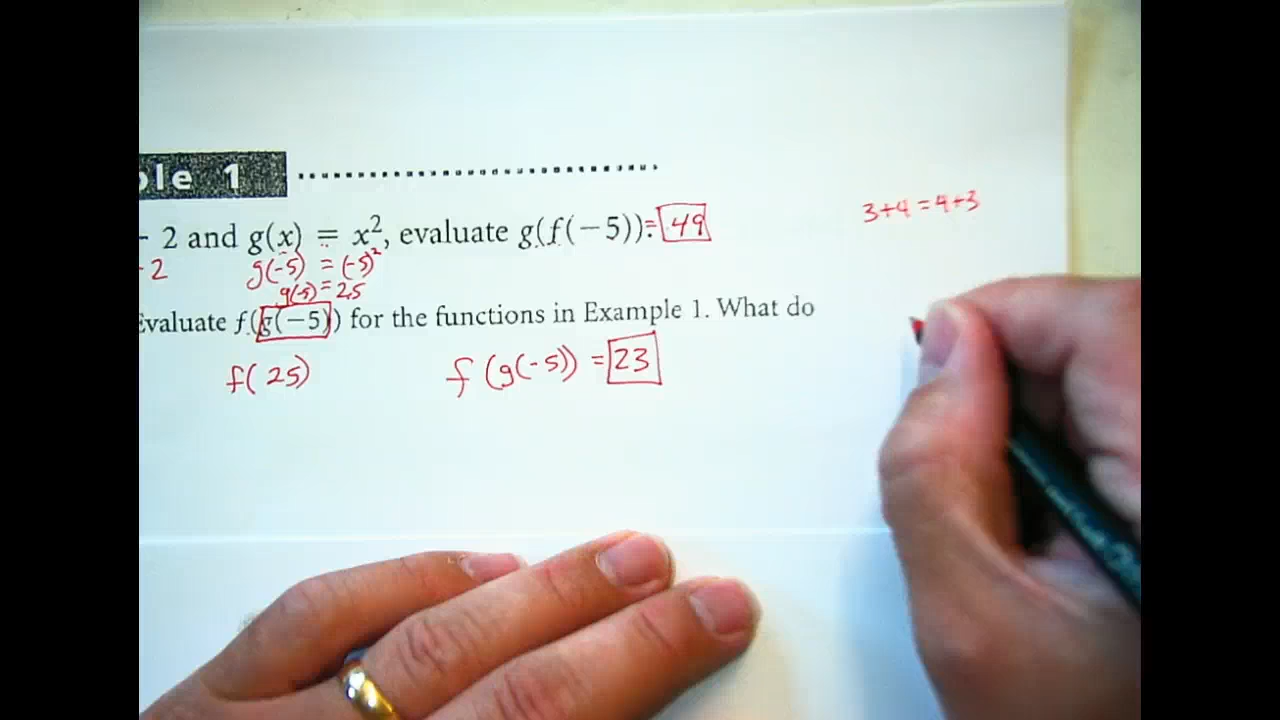 ple 1
- 2 and g(x) = x², evaluate g(f(−5)). = 49
3+4 = 4+3
- 2 g(-5) = (-5)²
g(-5) = 25
Evaluate f(g(−5)) for the functions in Example 1. What do
f(25) f(g(-5)) = 23